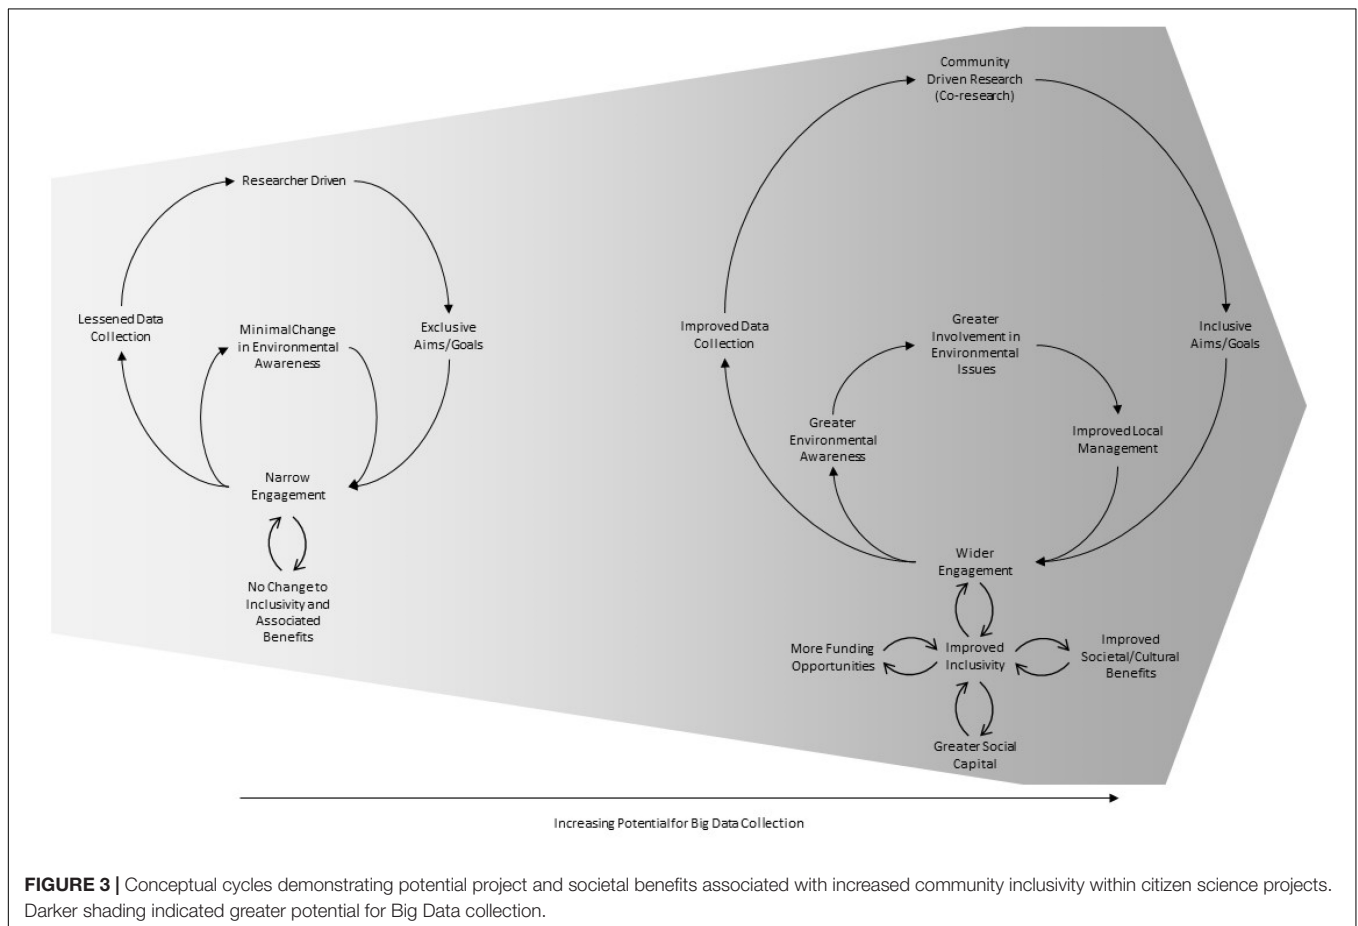 Community
Driven Research
(Co-research)
Researcher Driven
Lessened Data
Collection
Minimal Change
in Environmental
Awareness
Exclusive
Aims/Goals
Narrow
Engagement
No Change to
Inclusivity and
Associated
Benefits
Improved Data
Collection
Greater
Involvement in
Environmental
Issues
Inclusive
Aims/Goals
Greater
Environmental
Awareness
Improved Local
Management
Wider
Engagement
More Funding
Opportunities
Improved
Inclusivity
Improved
Societal/Cultural
Benefits
Greater Social
Capital
Increasing Potential for Big Data Collection
FIGURE 3 | Conceptual cycles demonstrating potential project and societal benefits associated with increased community inclusivity within citizen science projects.
Darker shading indicated greater potential for Big Data collection.